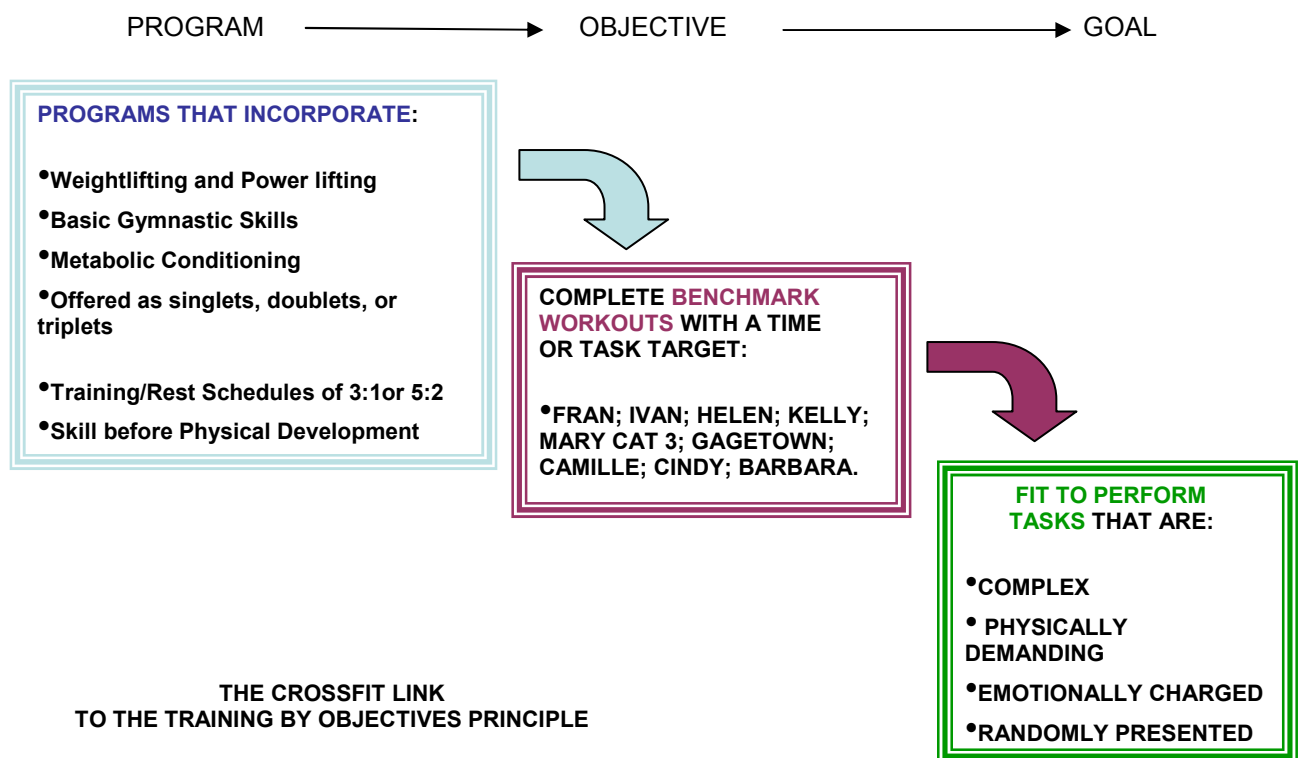 PROGRAM OBJECTIVE GOAL
PROGRAMS THAT INCORPORATE:
•Weightlifting and Power lifting
•Basic Gymnastic Skills
•Metabolic Conditioning
•Offered as singlets, doublets, or
triplets
•Training/Rest Schedules of 3:1or 5:2
•Skill before Physical Development
COMPLETE BENCHMARK
WORKOUTS WITH A TIME
OR TASK TARGET:
•FRAN; IVAN; HELEN; KELLY;
MARY CAT 3; GAGETOWN;
CAMILLE; CINDY; BARBARA.
FIT TO PERFORM
TASKS THAT ARE:
•COMPLEX
• PHYSICALLY
DEMANDING
•EMOTIONALLY CHARGED
•RANDOMLY PRESENTED
THE CROSSFIT LINK
TO THE TRAINING BY OBJECTIVES PRINCIPLE